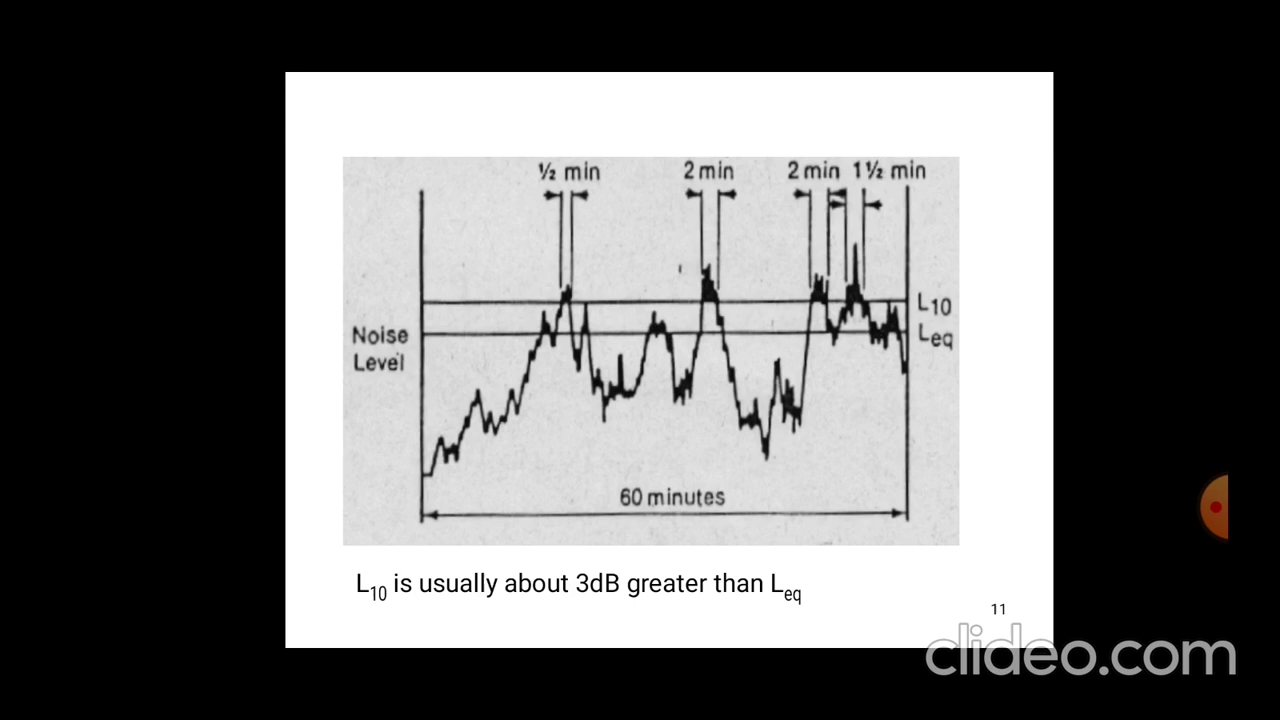 ½ min 2 min 2 min 1½ min
L10
Noise
Level
Leq
60 minutes
L10 is usually about 3dB greater than Leq
11
clideo.com